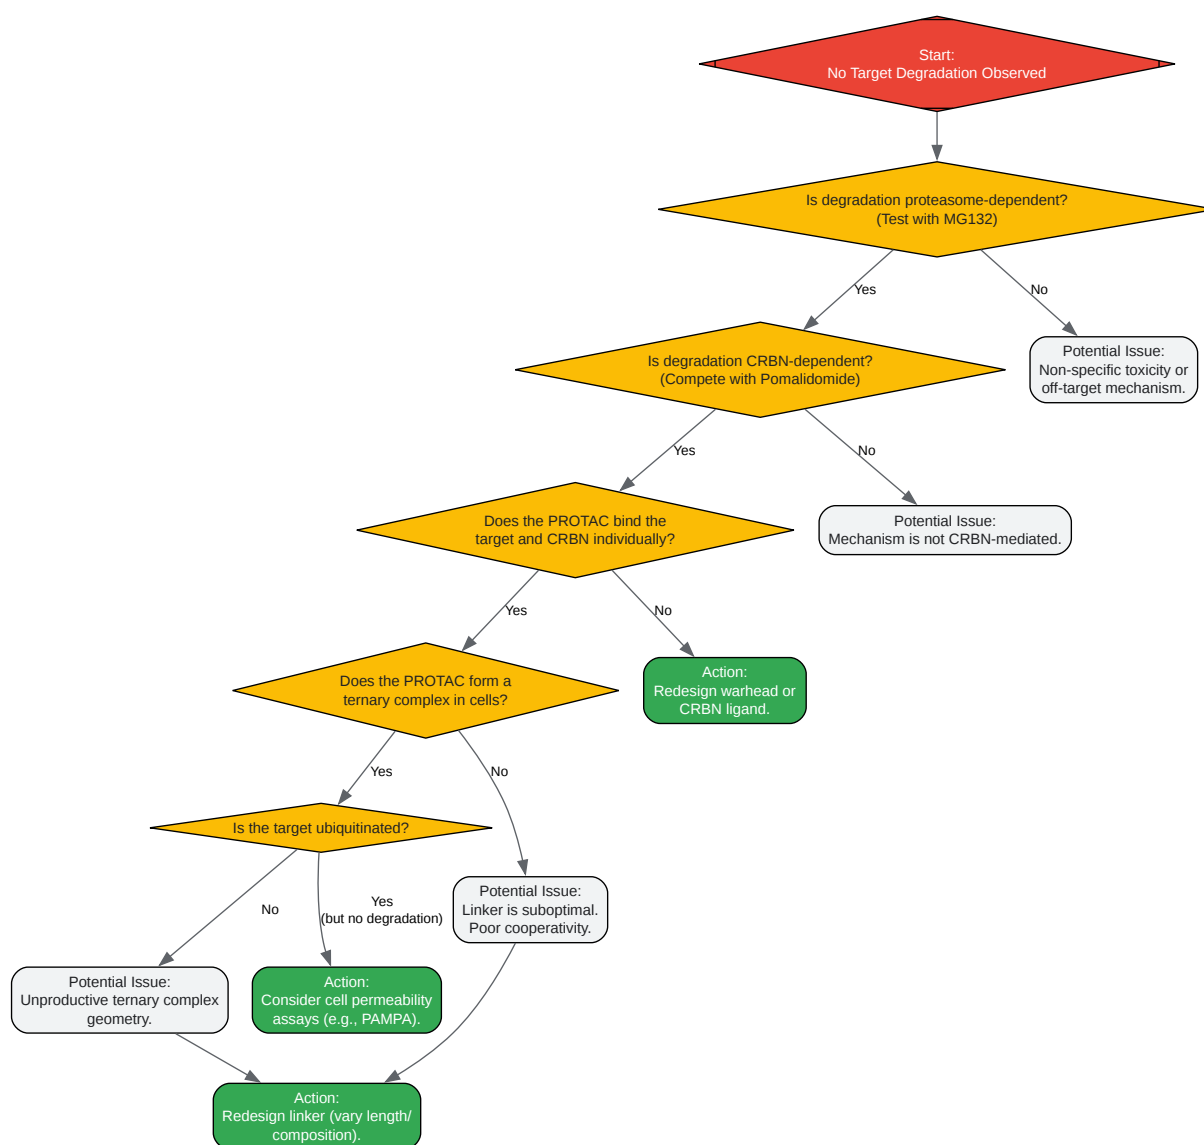 Start:
No Target Degradation Observed
Is degradation proteasome-dependent?
(Test with MG132)
Yes
No
Potential Issue:
Non-specific toxicity or
off-target mechanism.
Is degradation CRBN-dependent?
(Compete with Pomalidomide)
Yes
No
Potential Issue:
Mechanism is not CRBN-mediated.
Does the PROTAC bind the
target and CRBN individually?
Yes
No
Action:
Redesign warhead or
CRBN ligand.
Does the PROTAC form a
ternary complex in cells?
Yes
No
Is the target ubiquitinated?
No
Yes
(but no degradation)
Potential Issue:
Linker is suboptimal.
Poor cooperativity.
Potential Issue:
Unproductive ternary complex
geometry.
Action:
Consider cell permeability
assays (e.g., PAMPA).
Action:
Redesign linker (vary length/
composition).